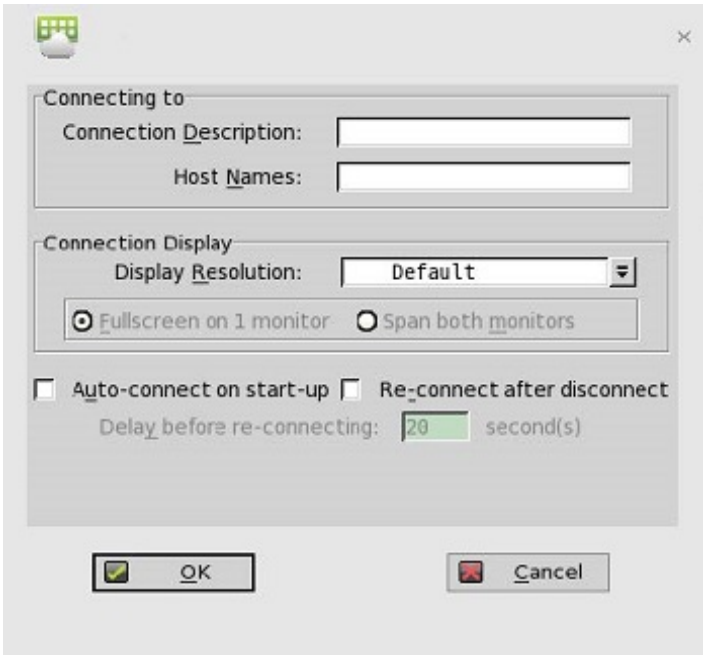 Connecting to
Connection Description:
Host Names:
Connection Display
Display Resolution: Default
Fullscreen on 1 monitor Span both monitors
Auto-connect on start-up Re-connect after disconnect
Delay before re-connecting: 20 second(s)
OK Cancel